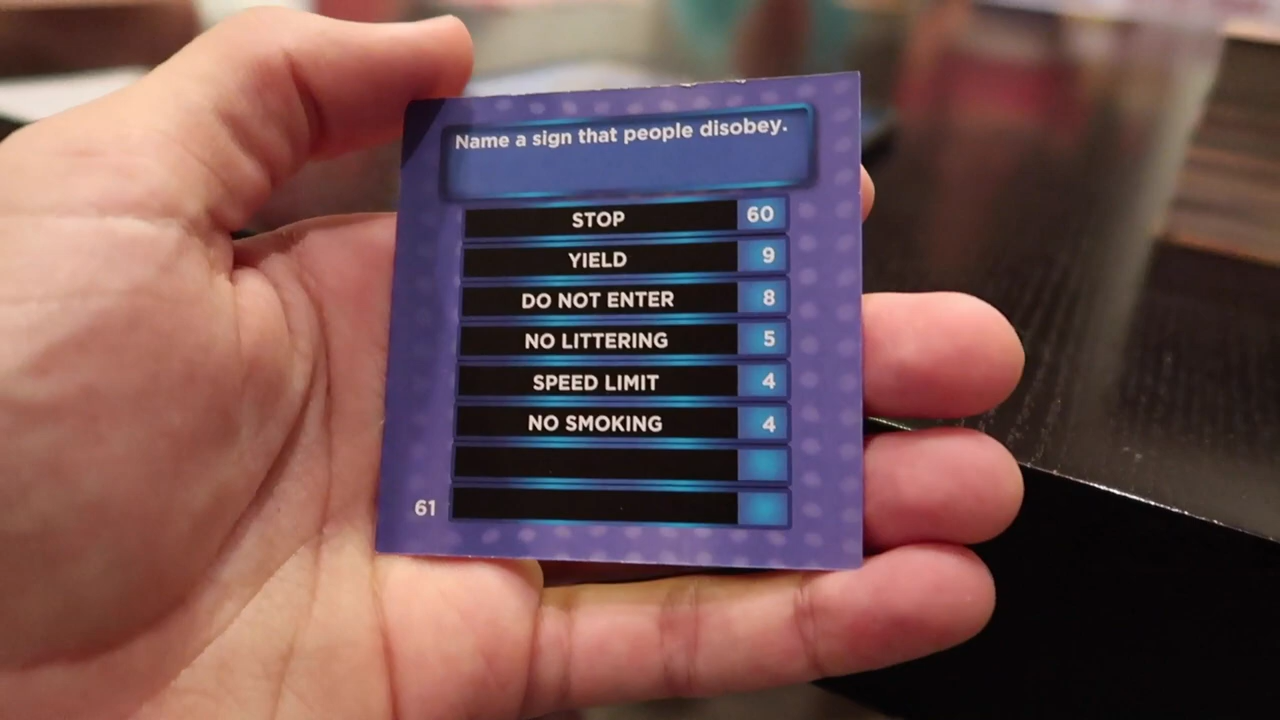 Name a sign that people disobey.
STOP 60
YIELD 9
DO NOT ENTER 8
NO LITTERING 5
SPEED LIMIT 4
NO SMOKING 4
61